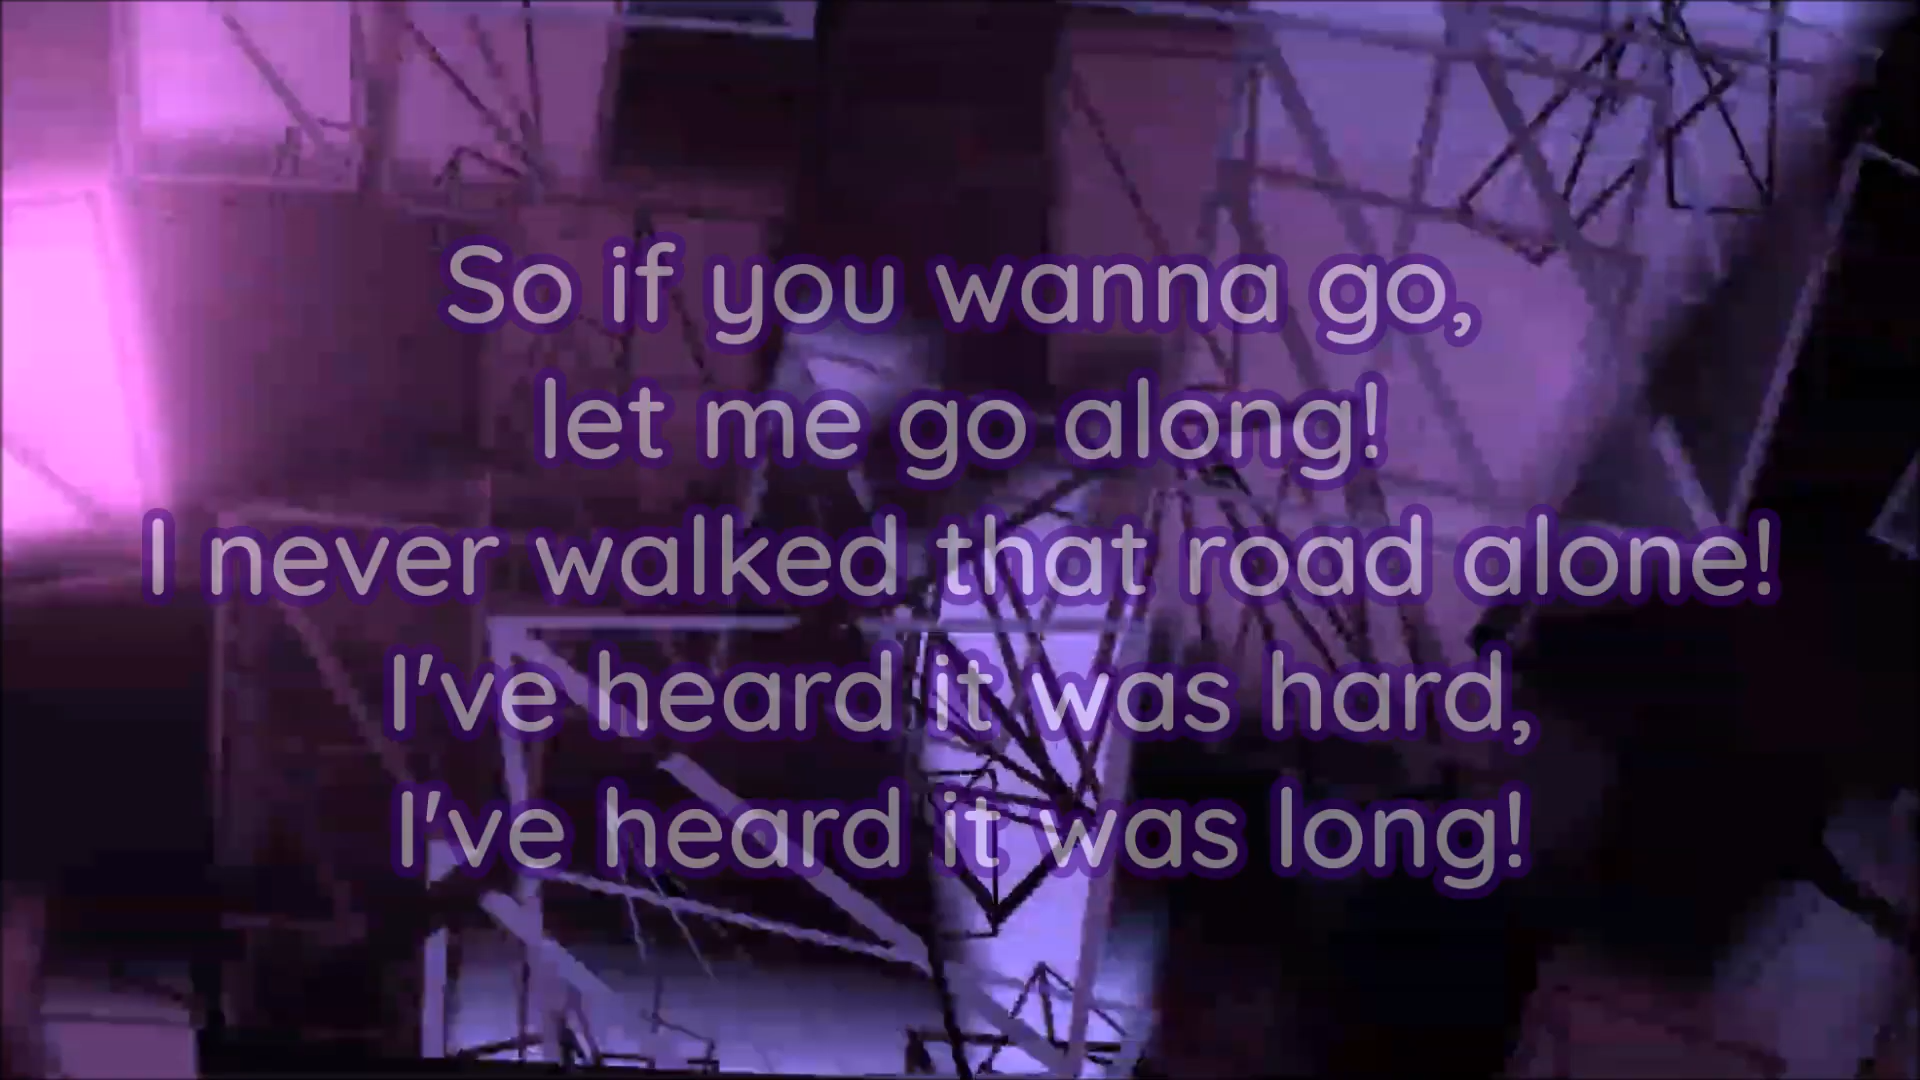 So if you wanna go,
let me go along!
I never walked that road alone!
I've heard it was hard,
I've heard it was long!